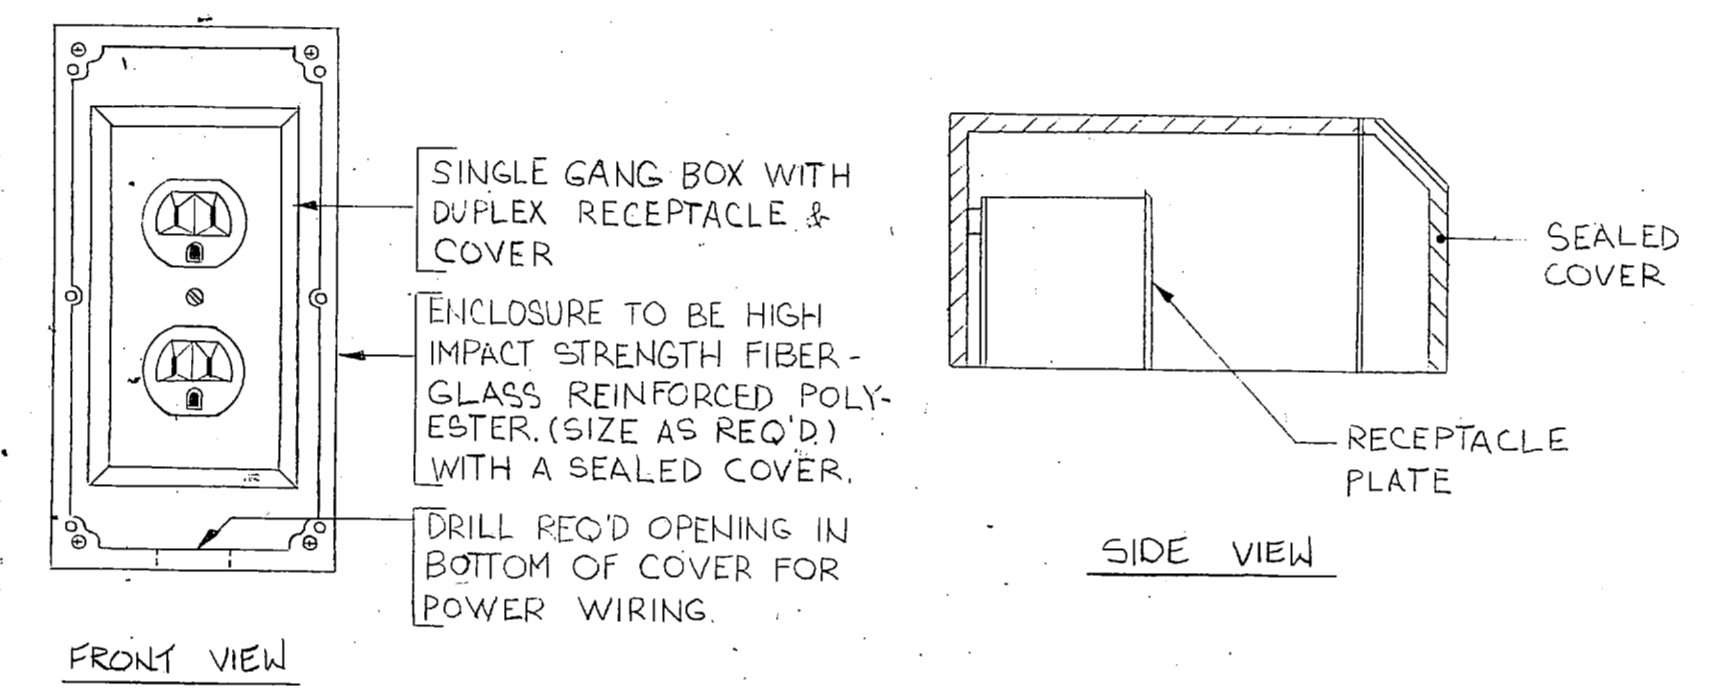 SINGLE GANG BOX WITH
DUPLEX RECEPTACLE &
COVER
ENCLOSURE TO BE HIGH
IMPACT STRENGTH FIBER-
GLASS REINFORCED POLY-
ESTER. (SIZE AS REQ'D.)
WITH A SEALED COVER.
DRILL REQ'D OPENING IN
BOTTOM OF COVER FOR
POWER WIRING.
FRONT VIEW
SEALED
COVER
RECEPTACLE
PLATE
SIDE VIEW